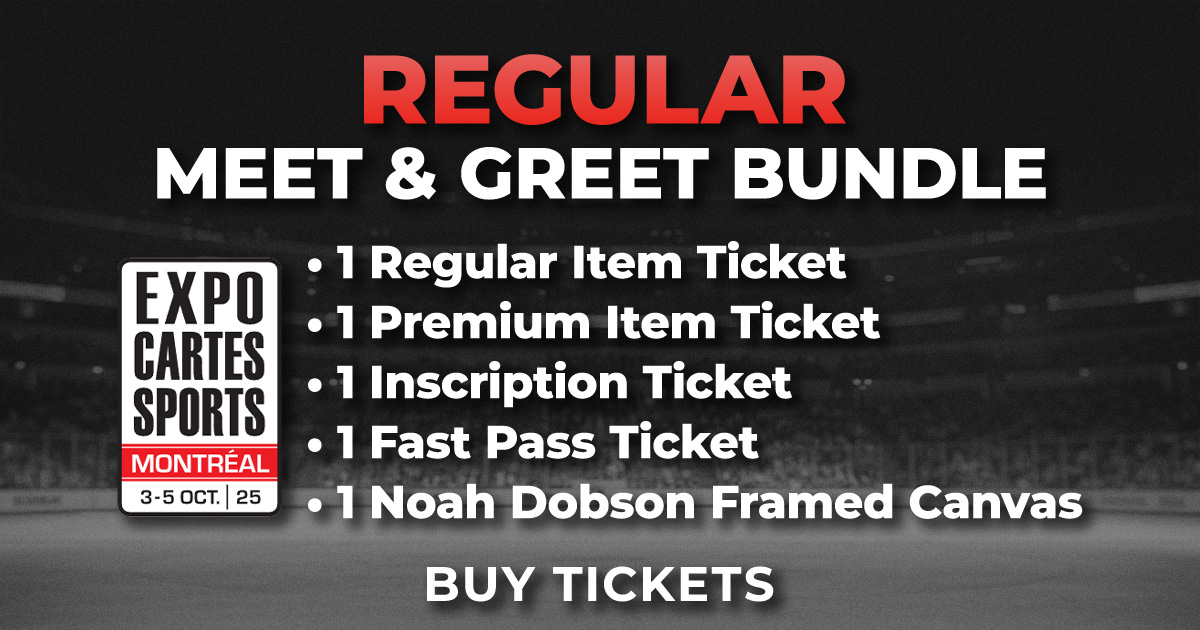 REGULAR
MEET & GREET BUNDLE
EXPO
CARTES
SPORTS
MONTRÉAL
3-5 OCT. | 25
• 1 Regular Item Ticket
• 1 Premium Item Ticket
• 1 Inscription Ticket
• 1 Fast Pass Ticket
• 1 Noah Dobson Framed Canvas
BUY TICKETS